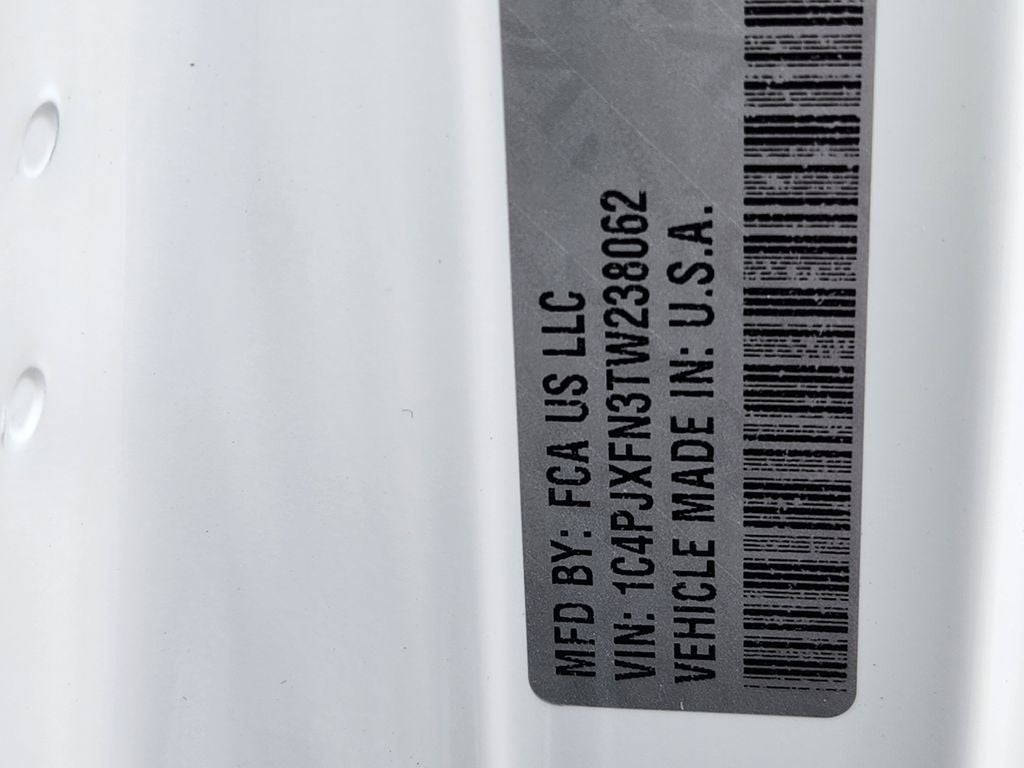 MFD BY: FCA US LLC
VIN: 1C4PJXFN3TW238062
VEHICLE MADE IN: U.S.A.